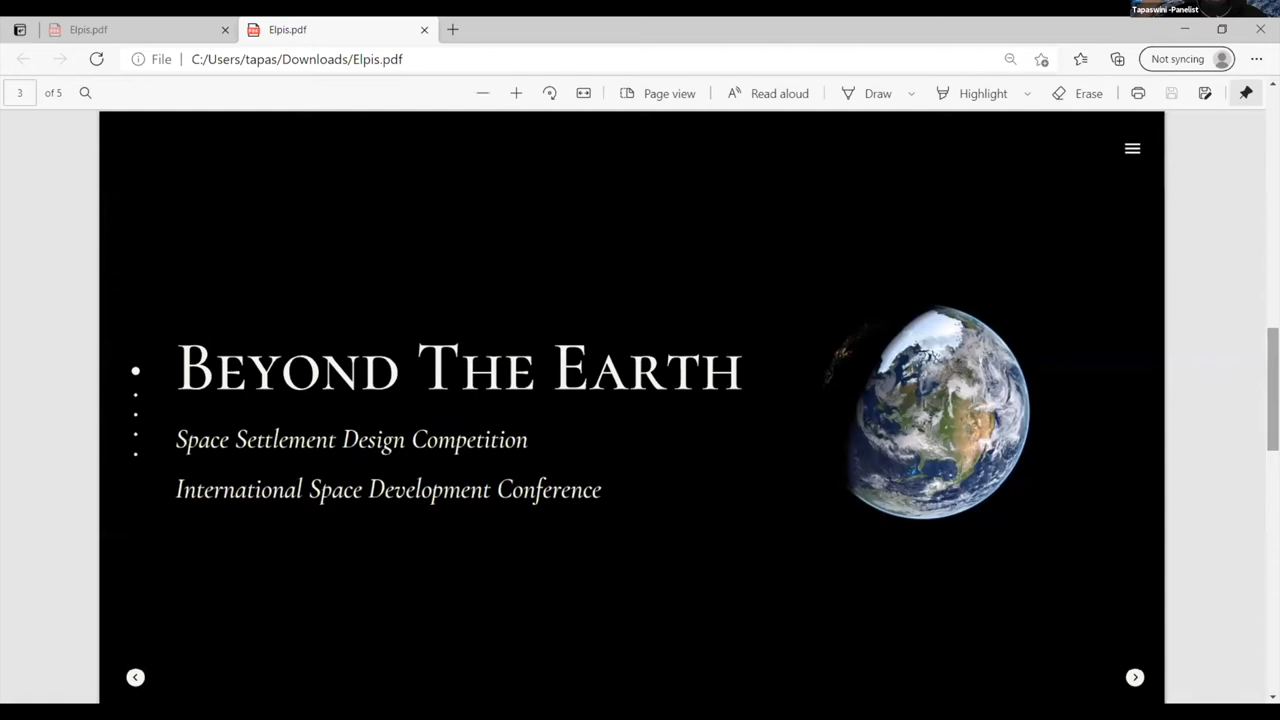 Tapaswini -Panelist
Elpis.pdf
Elpis.pdf
File
C:/Users/tapas/Downloads/Elpis.pdf
Not syncing
3 of 5
Page view
Read aloud
Draw
Highlight
Erase
BEYOND THE EARTH
Space Settlement Design Competition
International Space Development Conference